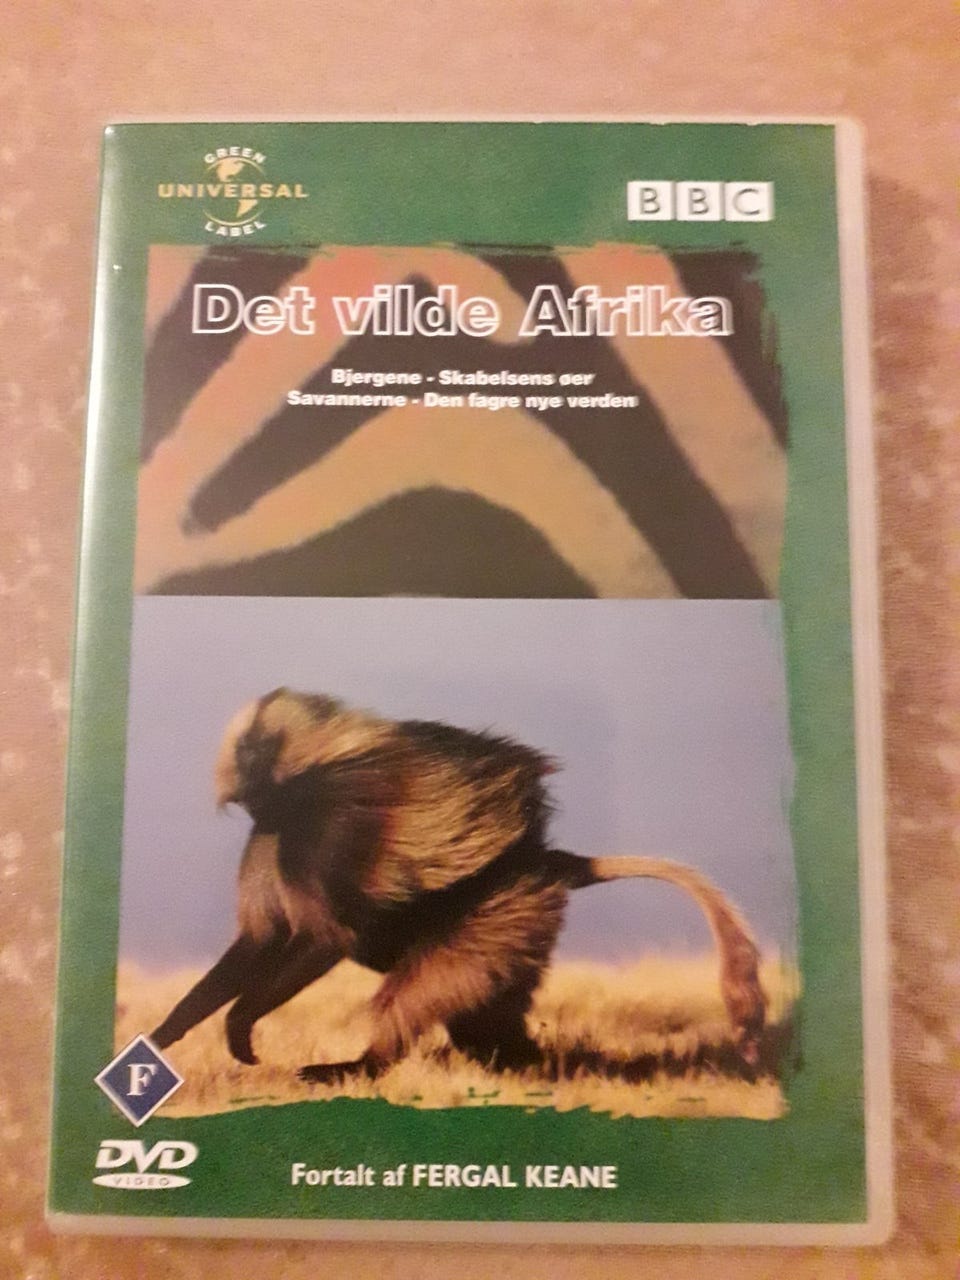 GREEN
UNIVERSAL
LABEL
BBC
Det vilde Afrika
Bjergene - Skabelsens øer
Savannerne - Den fagre nye verden
F
DVD
VIDEO
Fortalt af FERGAL KEANE